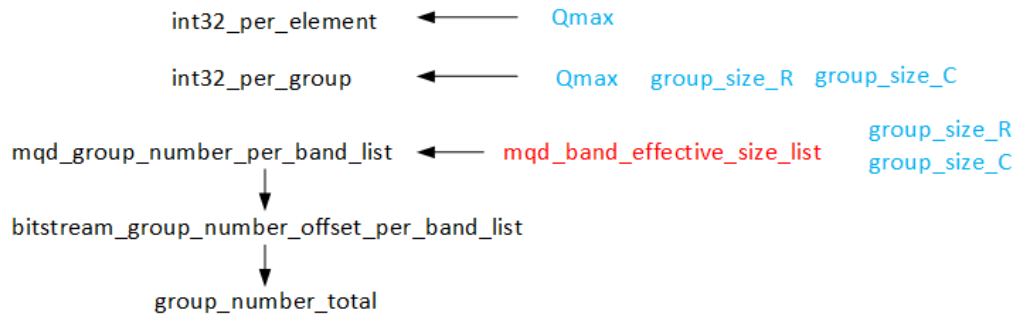 int32_per_element Qmax
int32_per_group Qmax group_size_R group_size_C
group_size_R
mqd_group_number_per_band_list mqd_band_effective_size_list
group_size_C
bitstream_group_number_offset_per_band_list
group_number_total